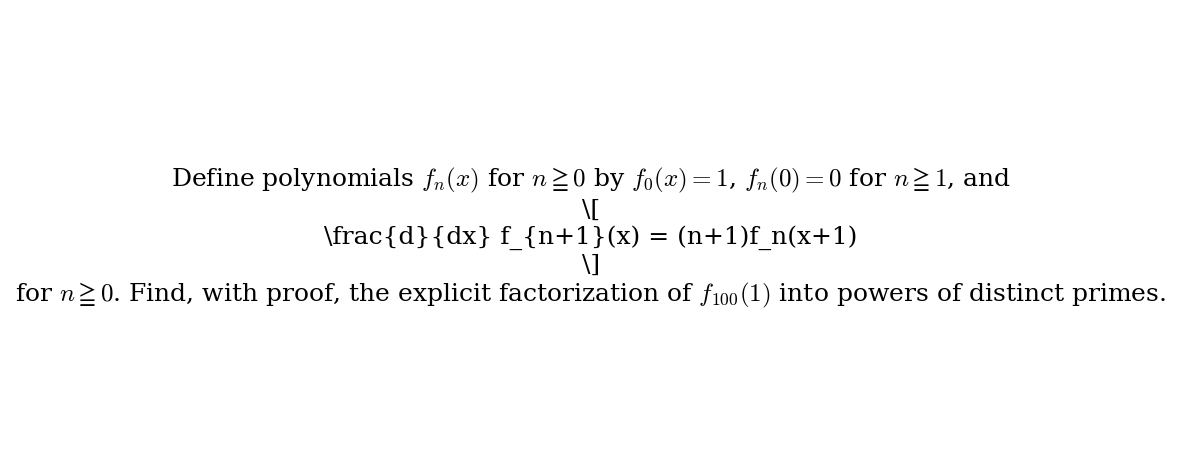 Define polynomials $f_n(x)$ for $n \geqq 0$ by $f_0(x) = 1$, $f_n(0) = 0$ for $n \geqq 1$, and
\[
\frac{d}{dx} f_{n+1}(x) = (n+1)f_n(x+1)
\]
for $n \geqq 0$. Find, with proof, the explicit factorization of $f_{100}(1)$ into powers of distinct primes.